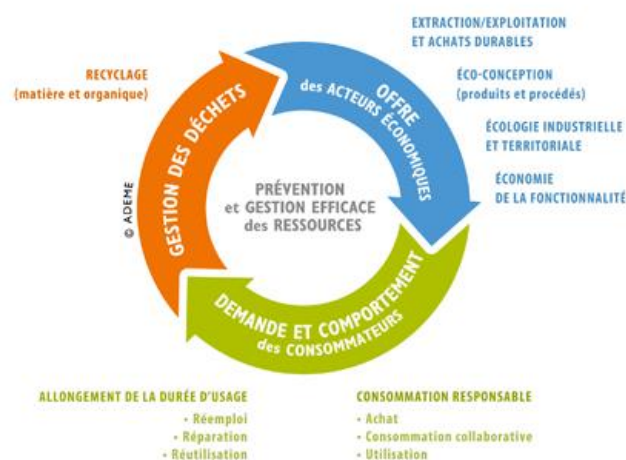 EXTRACTION/EXPLOITATION
ET ACHATS DURABLES
RECYCLAGE
(matière et organique)
ÉCO-CONCEPTION
(produits et procédés)
ÉCOLOGIE INDUSTRIELLE
ET TERRITORIALE
ÉCONOMIE
DE LA FONCTIONNALITÉ
OFFRE
des ACTEURS ÉCONOMIQUES
GESTION DES DÉCHETS
PRÉVENTION
et GESTION EFFICACE
des RESSOURCES
© ADEME
DEMANDE ET COMPORTEMENT
des CONSOMMATEURS
ALLONGEMENT DE LA DURÉE D'USAGE
• Réemploi
• Réparation
• Réutilisation
CONSOMMATION RESPONSABLE
• Achat
• Consommation collaborative
• Utilisation